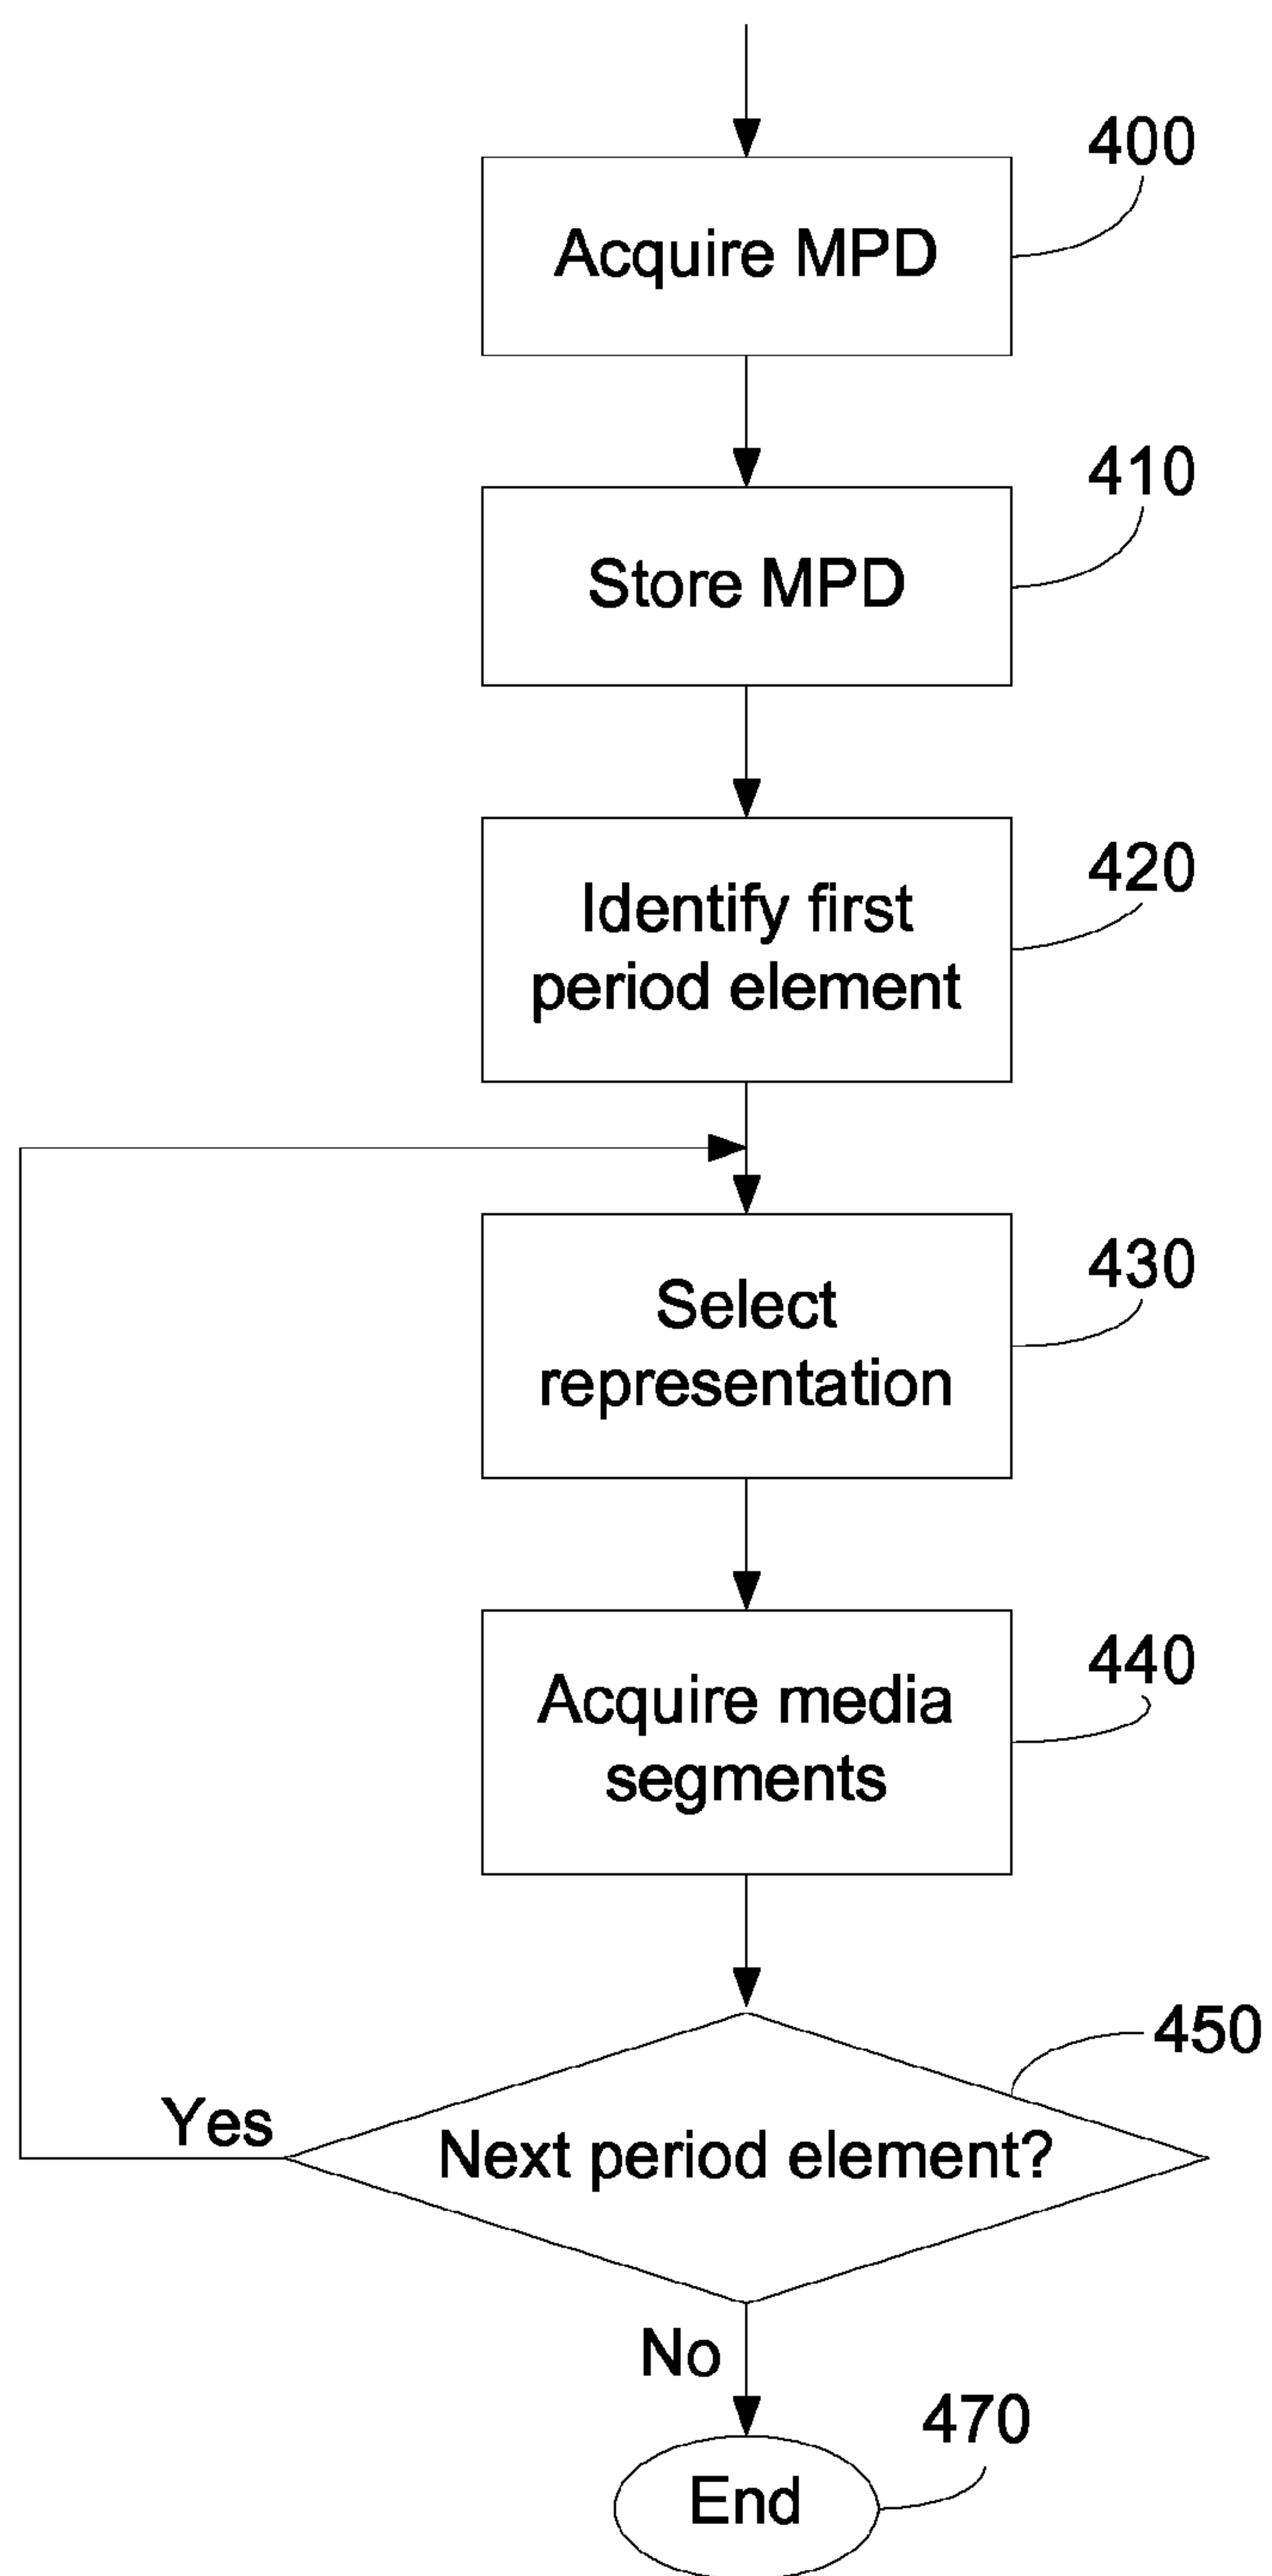 400
Acquire MPD
410
Store MPD
420
Identify first
period element
430
Select
representation
440
Acquire media
segments
450
Yes
Next period element?
No
470
End